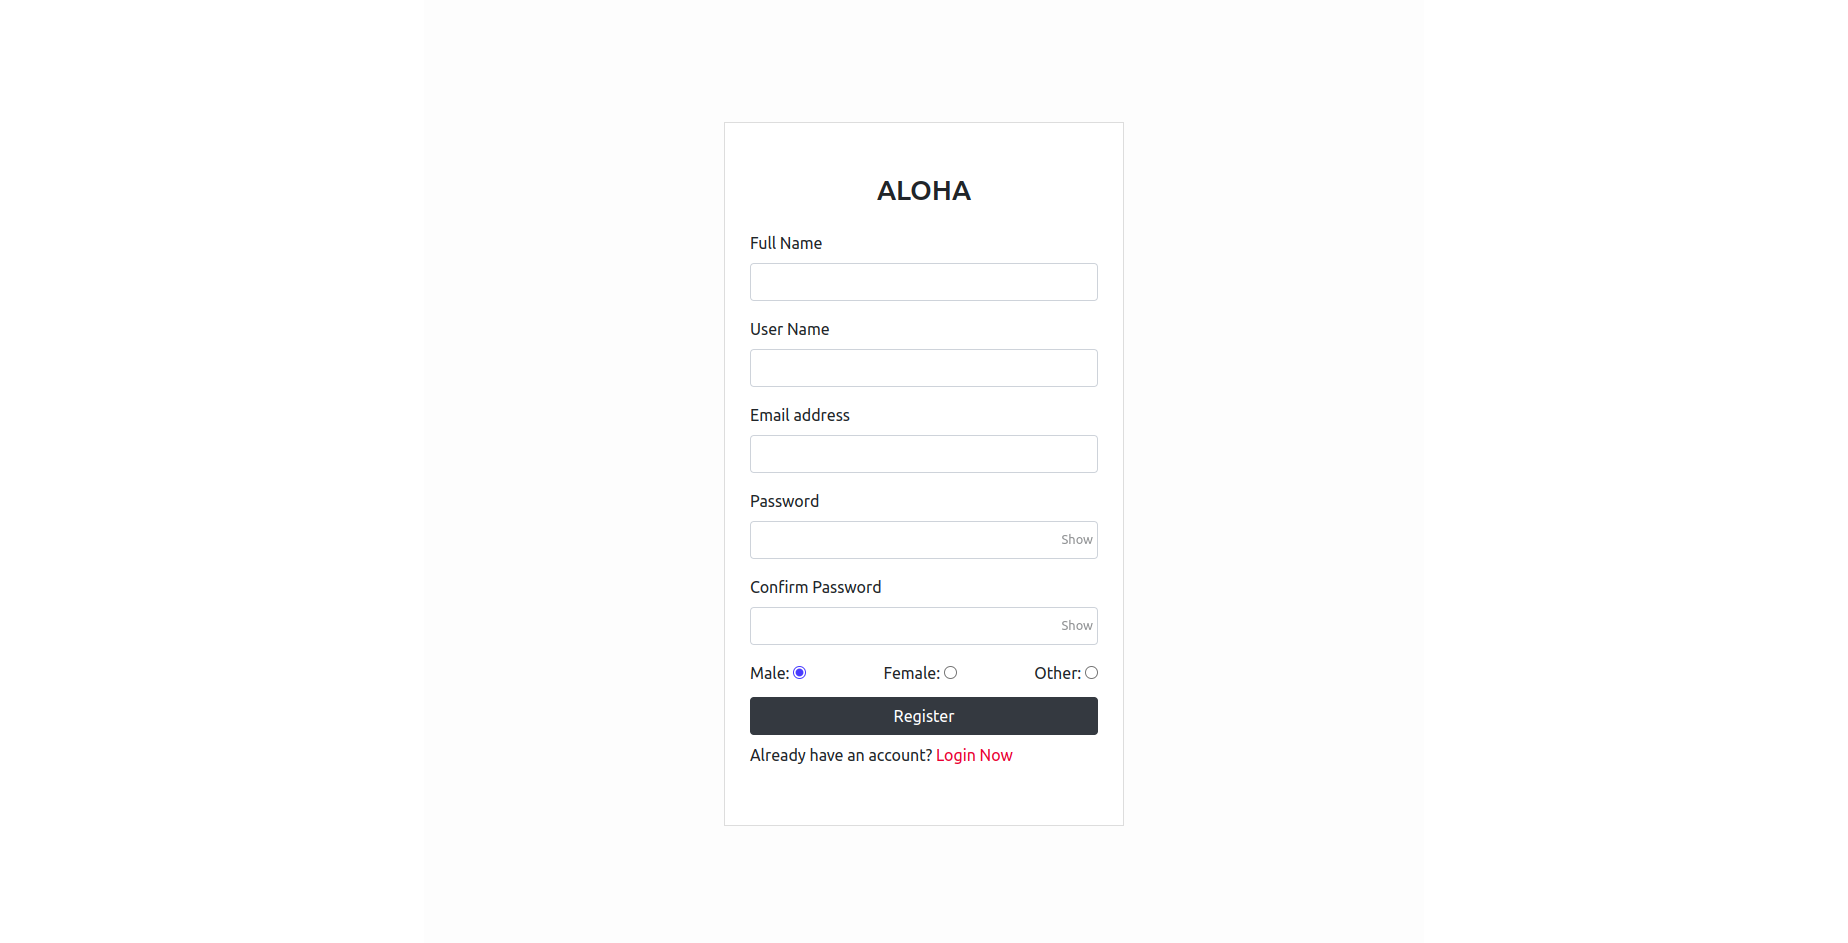 ALOHA
Full Name
User Name
Email address
Password
Show
Confirm Password
Show
Male: Female: Other:
Register
Already have an account? Login Now